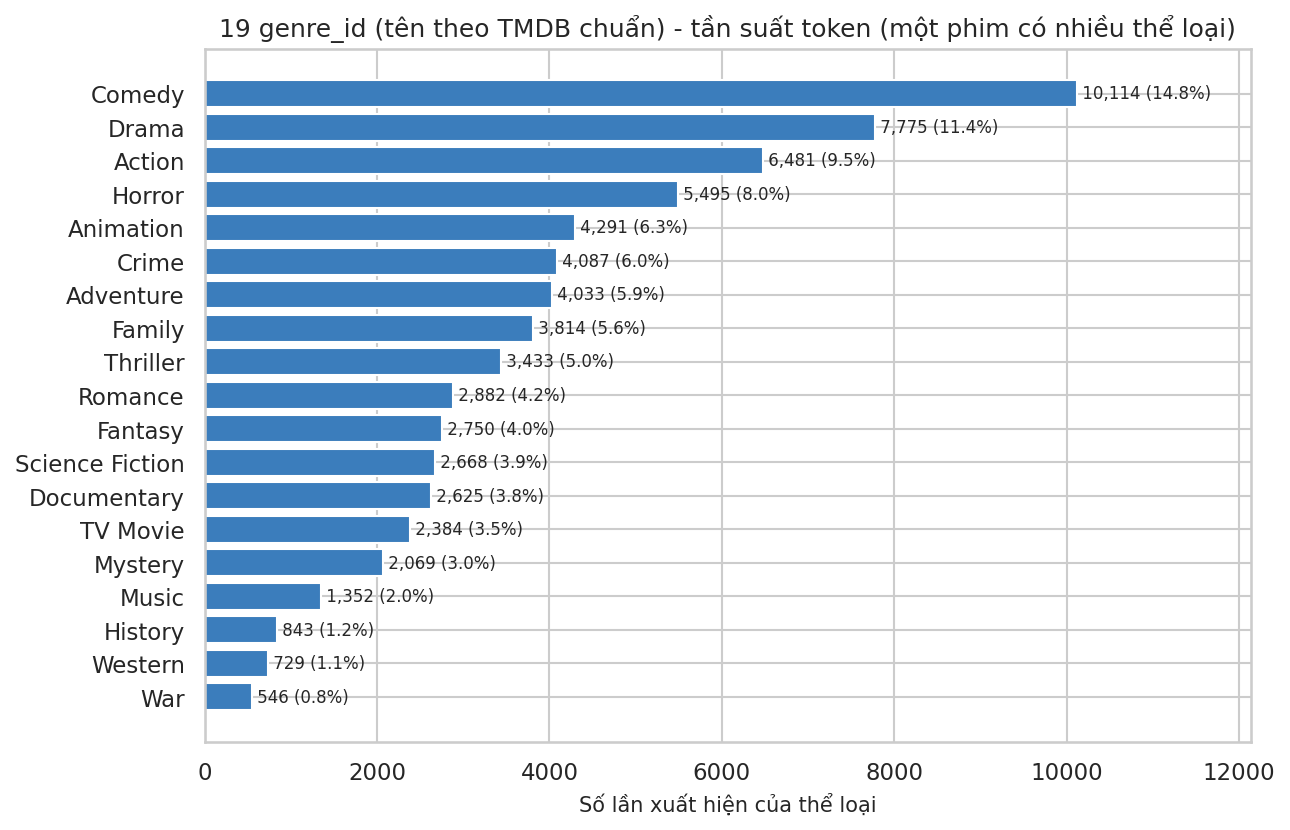 19 genre_id (tên theo TMDB chuẩn) - tần suất token (một phim có nhiều thể loại)
Comedy 10,114 (14.8%)
Drama 7,775 (11.4%)
Action 6,481 (9.5%)
Horror 5,495 (8.0%)
Animation 4,291 (6.3%)
Crime 4,087 (6.0%)
Adventure 4,033 (5.9%)
Family 3,814 (5.6%)
Thriller 3,433 (5.0%)
Romance 2,882 (4.2%)
Fantasy 2,750 (4.0%)
Science Fiction 2,668 (3.9%)
Documentary 2,625 (3.8%)
TV Movie 2,384 (3.5%)
Mystery 2,069 (3.0%)
Music 1,352 (2.0%)
History 843 (1.2%)
Western 729 (1.1%)
War 546 (0.8%)
0 2000 4000 6000 8000 10000 12000
Số lần xuất hiện của thể loại